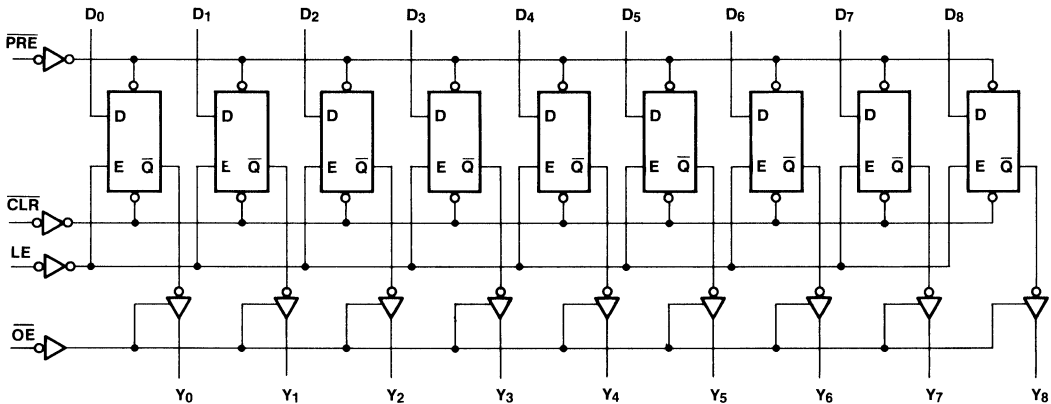 D0 D1 D2 D3 D4 D5 D6 D7 D8
PRE
D D D D D D D D D
E Q E Q E Q E Q E Q E Q E Q E Q E Q
CLR
LE
OE
Y0 Y1 Y2 Y3 Y4 Y5 Y6 Y7 Y8